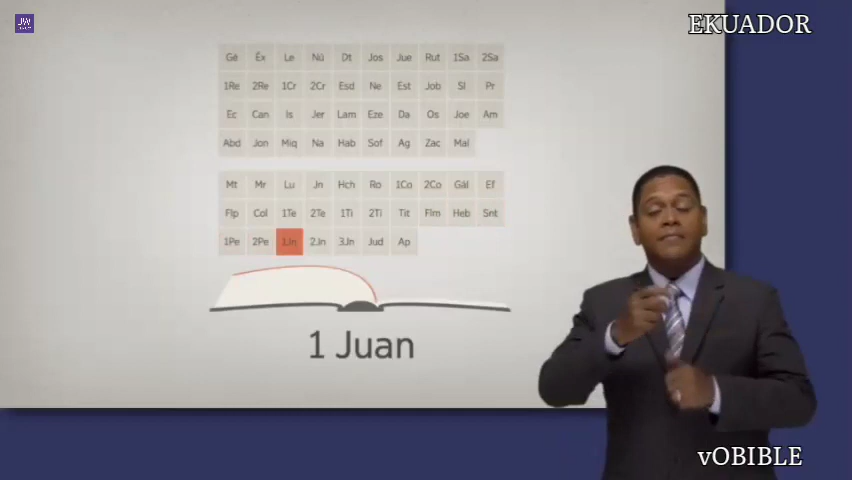 JW
EKUADOR
Gé Éx Le Nú Dt Jos Jue Rut 1Sa 2Sa
1Re 2Re 1Cr 2Cr Esd Ne Est Job Sl Pr
Ec Can Is Jer Lam Eze Da Os Joe Am
Abd Jon Miq Na Hab Sof Ag Zac Mal
Mt Mr Lu Jn Hch Ro 1Co 2Co Gál Ef
Flp Col 1Te 2Te 1Ti 2Ti Tit Flm Heb Snt
1Pe 2Pe 1Jn 2Jn 3Jn Jud Ap
1 Juan
vOBIBLE